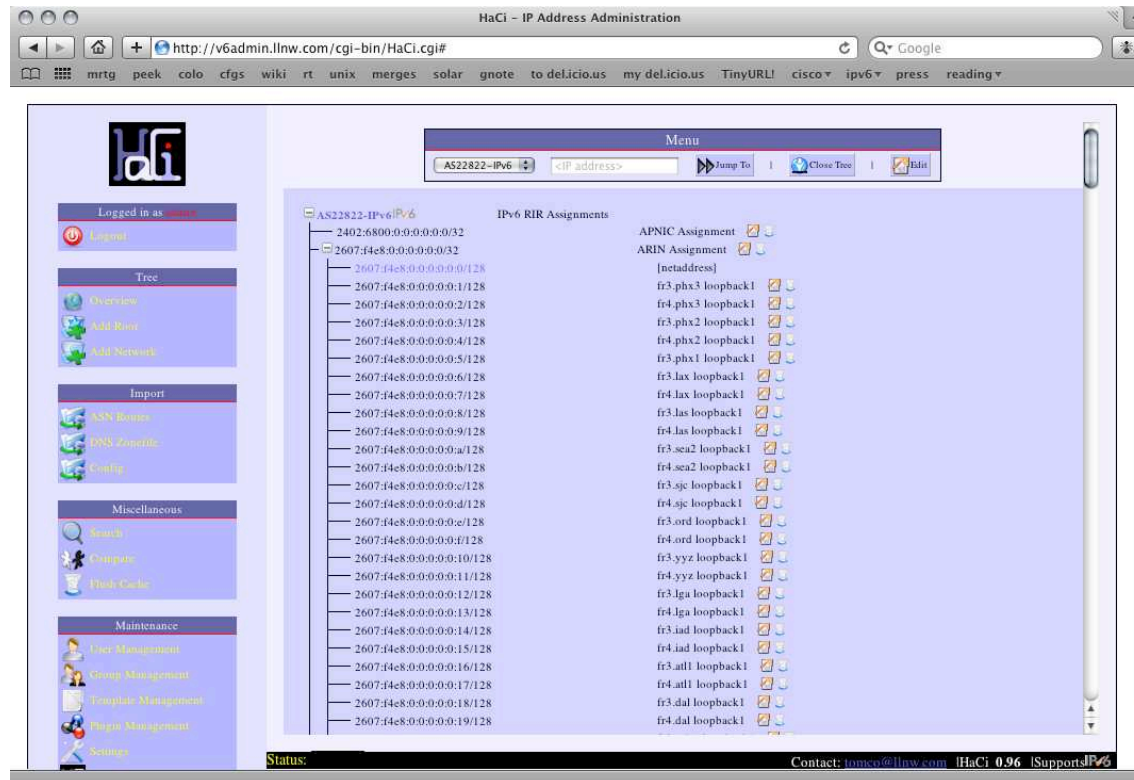 HaCi - IP Address Administration
http://v6admin.llnw.com/cgi-bin/HaCi.cgi#
Google
mrtg peek colo cfgs wiki rt unix merges solar gnote to del.icio.us my del.icio.us TinyURL! cisco ipv6 press reading
HaCi
Menu
AS22822-IPv6 <IP address> Jump To | Close Tree | Edit
Logged in as
Logout
Tree
Overview
Add Root
Add Network
Import
ASN Routes
DNS Zonefile
Config
Miscellaneous
Search
Compare
Flush Cache
Maintenance
User Management
Group Management
Template Management
Plugin Management
Settings
AS22822-IPv6 IPv6 IPv6 RIR Assignments
2402:6800:0:0:0:0:0:0/32 APNIC Assignment
2607:f4e8:0:0:0:0:0:0/32 ARIN Assignment
2607:f4e8:0:0:0:0:0:0/128 [netaddress]
2607:f4e8:0:0:0:0:0:1/128 fr3.phx3 loopback1
2607:f4e8:0:0:0:0:0:2/128 fr4.phx3 loopback1
2607:f4e8:0:0:0:0:0:3/128 fr3.phx2 loopback1
2607:f4e8:0:0:0:0:0:4/128 fr4.phx2 loopback1
2607:f4e8:0:0:0:0:0:5/128 fr3.phx1 loopback1
2607:f4e8:0:0:0:0:0:6/128 fr3.lax loopback1
2607:f4e8:0:0:0:0:0:7/128 fr4.lax loopback1
2607:f4e8:0:0:0:0:0:8/128 fr3.las loopback1
2607:f4e8:0:0:0:0:0:9/128 fr4.las loopback1
2607:f4e8:0:0:0:0:0:a/128 fr3.sea2 loopback1
2607:f4e8:0:0:0:0:0:b/128 fr4.sea2 loopback1
2607:f4e8:0:0:0:0:0:c/128 fr3.sjc loopback1
2607:f4e8:0:0:0:0:0:d/128 fr4.sjc loopback1
2607:f4e8:0:0:0:0:0:e/128 fr3.ord loopback1
2607:f4e8:0:0:0:0:0:f/128 fr4.ord loopback1
2607:f4e8:0:0:0:0:0:10/128 fr3.yyz loopback1
2607:f4e8:0:0:0:0:0:11/128 fr4.yyz loopback1
2607:f4e8:0:0:0:0:0:12/128 fr3.lga loopback1
2607:f4e8:0:0:0:0:0:13/128 fr4.lga loopback1
2607:f4e8:0:0:0:0:0:14/128 fr3.iad loopback1
2607:f4e8:0:0:0:0:0:15/128 fr4.iad loopback1
2607:f4e8:0:0:0:0:0:16/128 fr3.atl1 loopback1
2607:f4e8:0:0:0:0:0:17/128 fr4.atl1 loopback1
2607:f4e8:0:0:0:0:0:18/128 fr3.dal loopback1
2607:f4e8:0:0:0:0:0:19/128 fr4.dal loopback1
Status: Contact: tomco@llnw.com |HaCi 0.96 |Supports IPv6